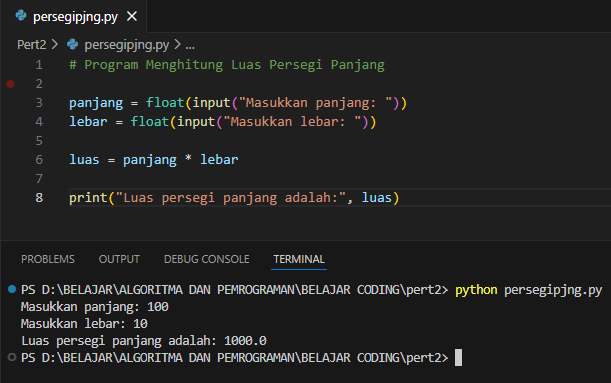 persegipjng.py
Pert2 > persegipjng.py > ...
1 # Program Menghitung Luas Persegi Panjang
2
3 panjang = float(input("Masukkan panjang: "))
4 lebar = float(input("Masukkan lebar: "))
5
6 luas = panjang * lebar
7
8 print("Luas persegi panjang adalah:", luas)
PROBLEMS OUTPUT DEBUG CONSOLE TERMINAL
PS D:\BELAJAR\ALGORITMA DAN PEMROGRAMAN\BELAJAR CODING\pert2> python persegipjng.py
Masukkan panjang: 100
Masukkan lebar: 10
Luas persegi panjang adalah: 1000.0
PS D:\BELAJAR\ALGORITMA DAN PEMROGRAMAN\BELAJAR CODING\pert2>